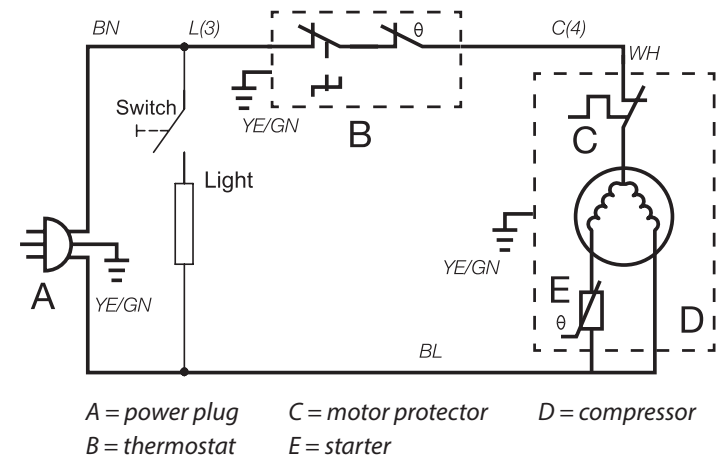 BN L(3) θ C(4)
WH
Switch
YE/GN
B
C
Light
YE/GN
A
YE/GN
E
θ
D
BL
A = power plug C = motor protector D = compressor
B = thermostat E = starter